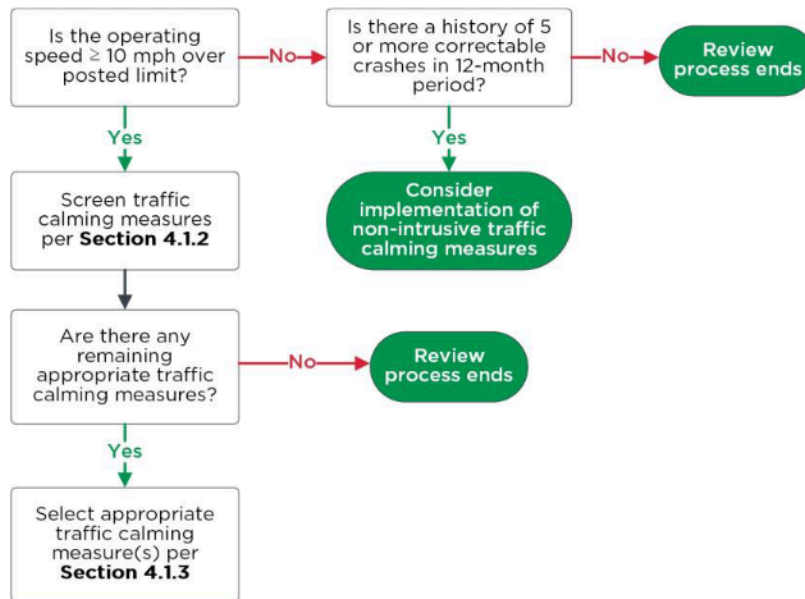 Is the operating
speed ≥ 10 mph over
posted limit?
No
Is there a history of 5
or more correctable
crashes in 12-month
period?
No
Review
process ends
Yes
Yes
Screen traffic
calming measures
per Section 4.1.2
Consider
implementation of
non-intrusive traffic
calming measures
Are there any
remaining
appropriate traffic
calming measures?
No
Review
process ends
Yes
Select appropriate
traffic calming
measure(s) per
Section 4.1.3